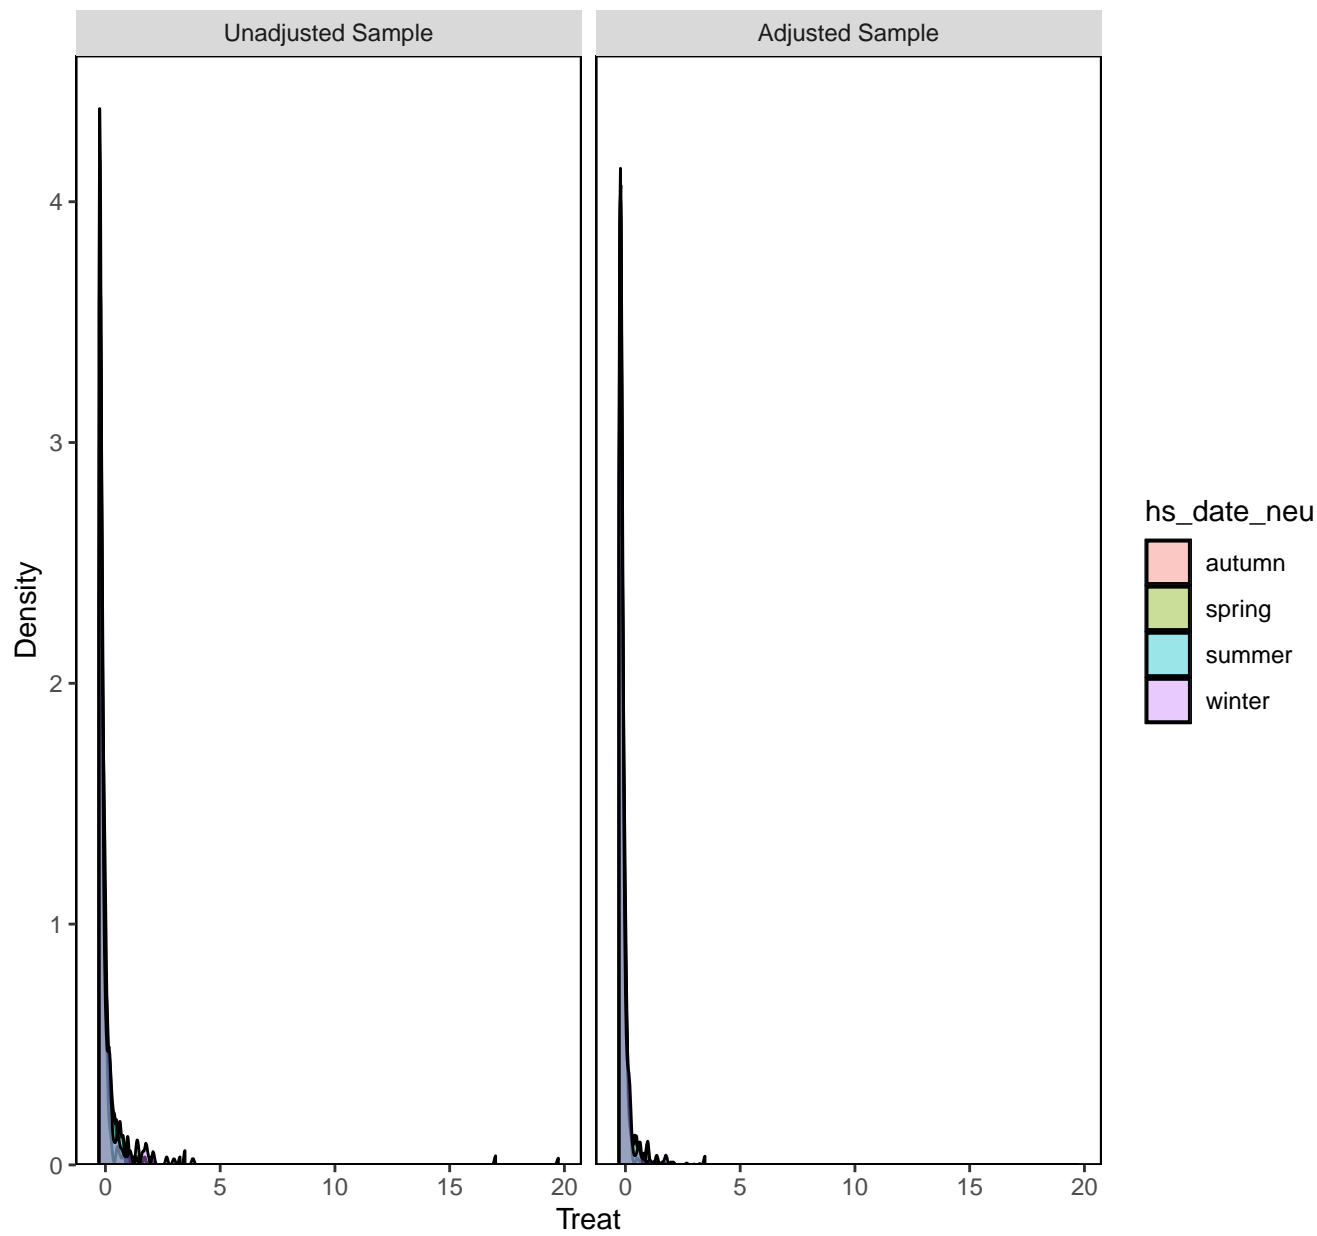 Unadjusted Sample
Adjusted Sample
Density
4
3
2
1
0
0 5 10 15 20
0 5 10 15 20
Treat
hs_date_neu
autumn
spring
summer
winter